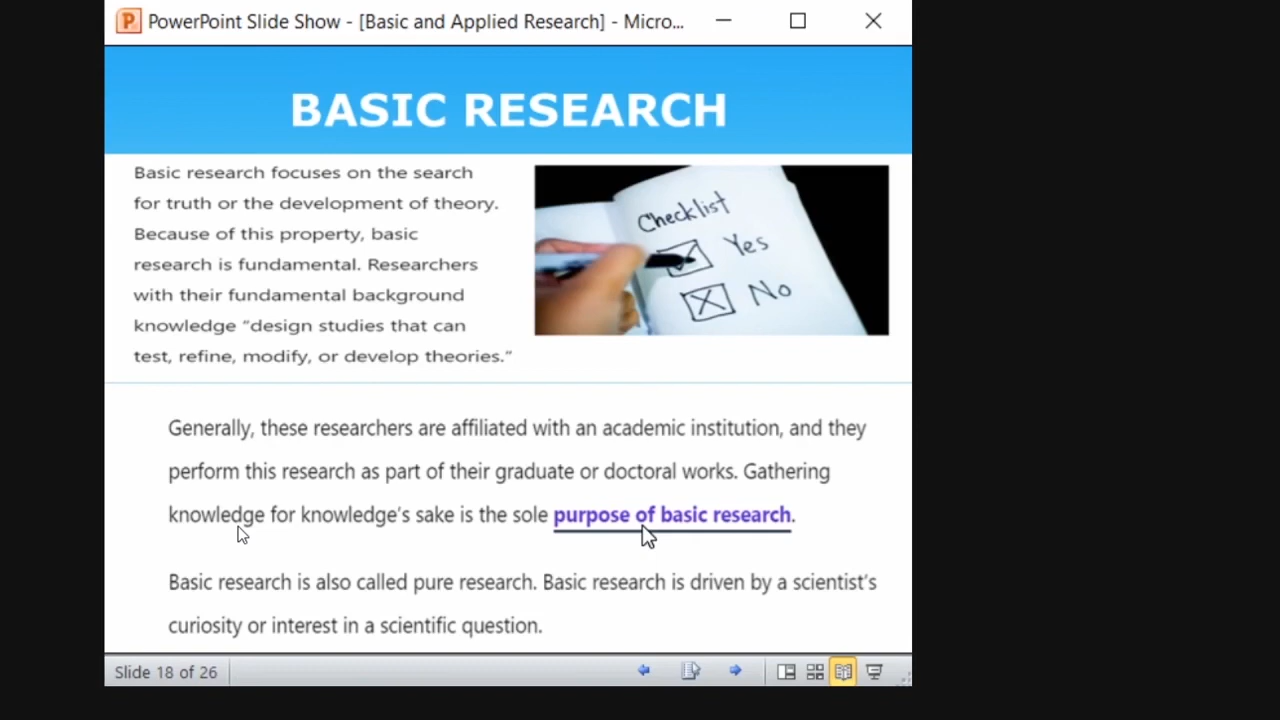 PowerPoint Slide Show - [Basic and Applied Research] - Micro...
BASIC RESEARCH
Basic research focuses on the search
for truth or the development of theory.
Because of this property, basic
research is fundamental. Researchers
with their fundamental background
knowledge “design studies that can
test, refine, modify, or develop theories.”
Checklist
Yes
No
Generally, these researchers are affiliated with an academic institution, and they
perform this research as part of their graduate or doctoral works. Gathering
knowledge for knowledge’s sake is the sole purpose of basic research.
Basic research is also called pure research. Basic research is driven by a scientist’s
curiosity or interest in a scientific question.
Slide 18 of 26